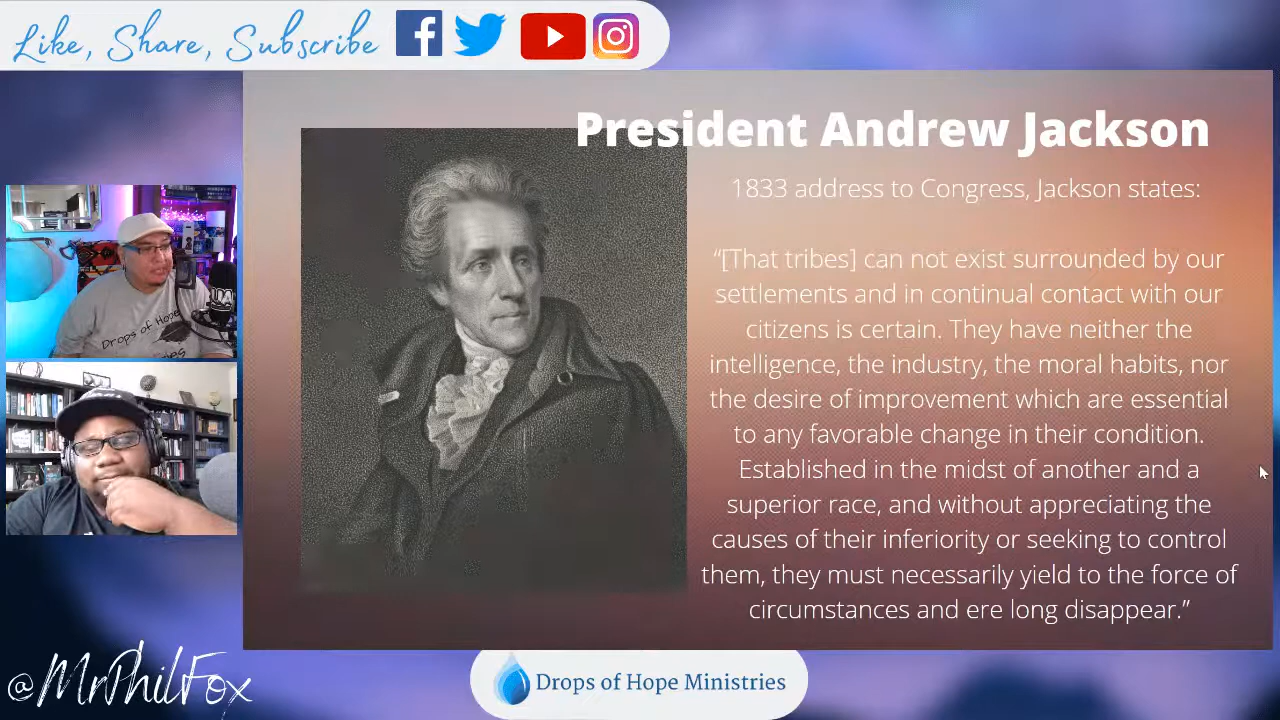 Like, Share, Subscribe
President Andrew Jackson
1833 address to Congress, Jackson states:
“[That tribes] can not exist surrounded by our
settlements and in continual contact with our
citizens is certain. They have neither the
intelligence, the industry, the moral habits, nor
the desire of improvement which are essential
to any favorable change in their condition.
Established in the midst of another and a
superior race, and without appreciating the
causes of their inferiority or seeking to control
them, they must necessarily yield to the force of
circumstances and ere long disappear.”
Drops of Hope
@MrPhilFox
Drops of Hope Ministries